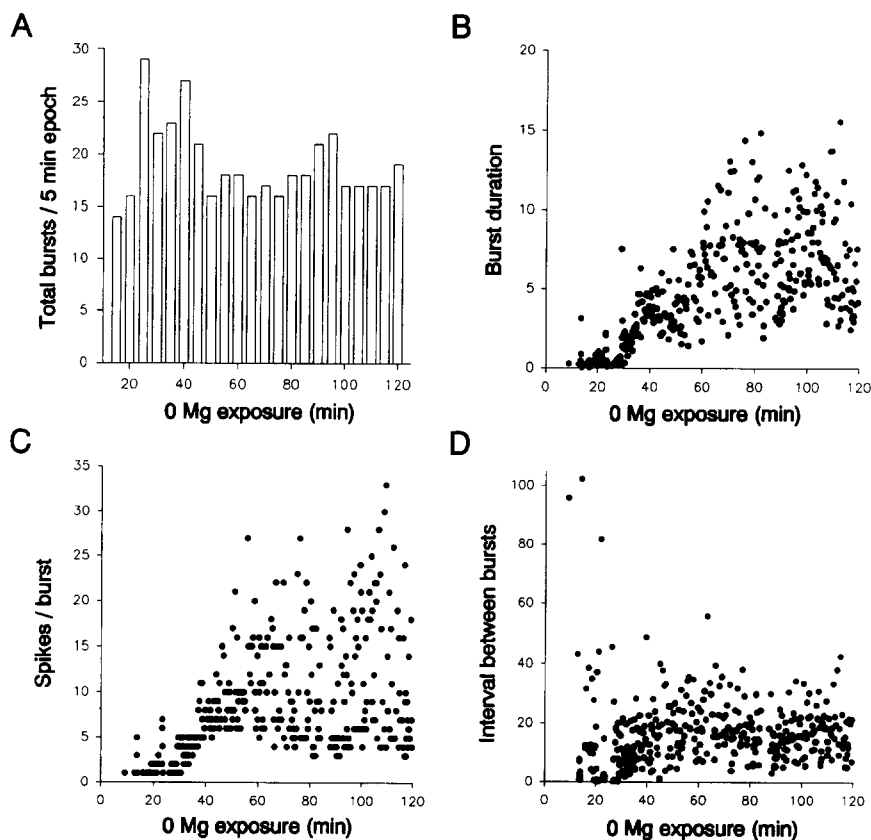 A
Total bursts / 5 min epoch
30
25
20
15
10
5
0
20 40 60 80 100 120
0 Mg exposure (min)
B
Burst duration
20
15
10
5
0
0 20 40 60 80 100 120
0 Mg exposure (min)
C
Spikes / burst
35
30
25
20
15
10
5
0
0 20 40 60 80 100 120
0 Mg exposure (min)
D
Interval between bursts
100
80
60
40
20
0
0 20 40 60 80 100 120
0 Mg exposure (min)